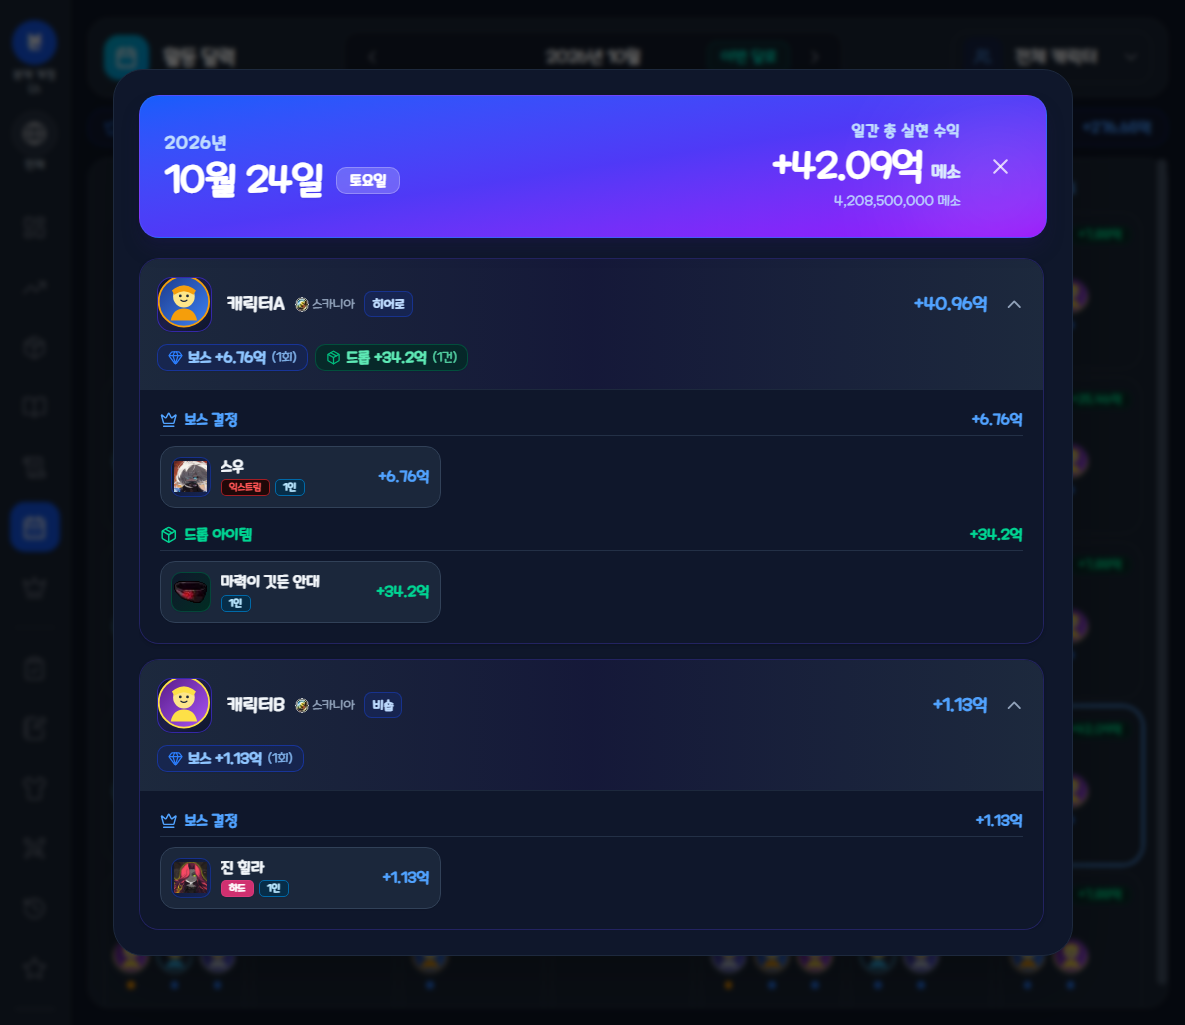 2026년
10월 24일 토요일
일간 총 실현 수익
+42.09억 메소
4,208,500,000 메소
캐릭터A 스카니아 히어로 +40.96억
보스 +6.76억 (1회) 드롭 +34.2억 (1건)
보스 결정 +6.76억
스우
익스트림 1인
+6.76억
드롭 아이템 +34.2억
마력이 깃든 안대
1인
+34.2억
캐릭터B 스카니아 비숍 +1.13억
보스 +1.13억 (1회)
보스 결정 +1.13억
진 힐라
하드 1인
+1.13억